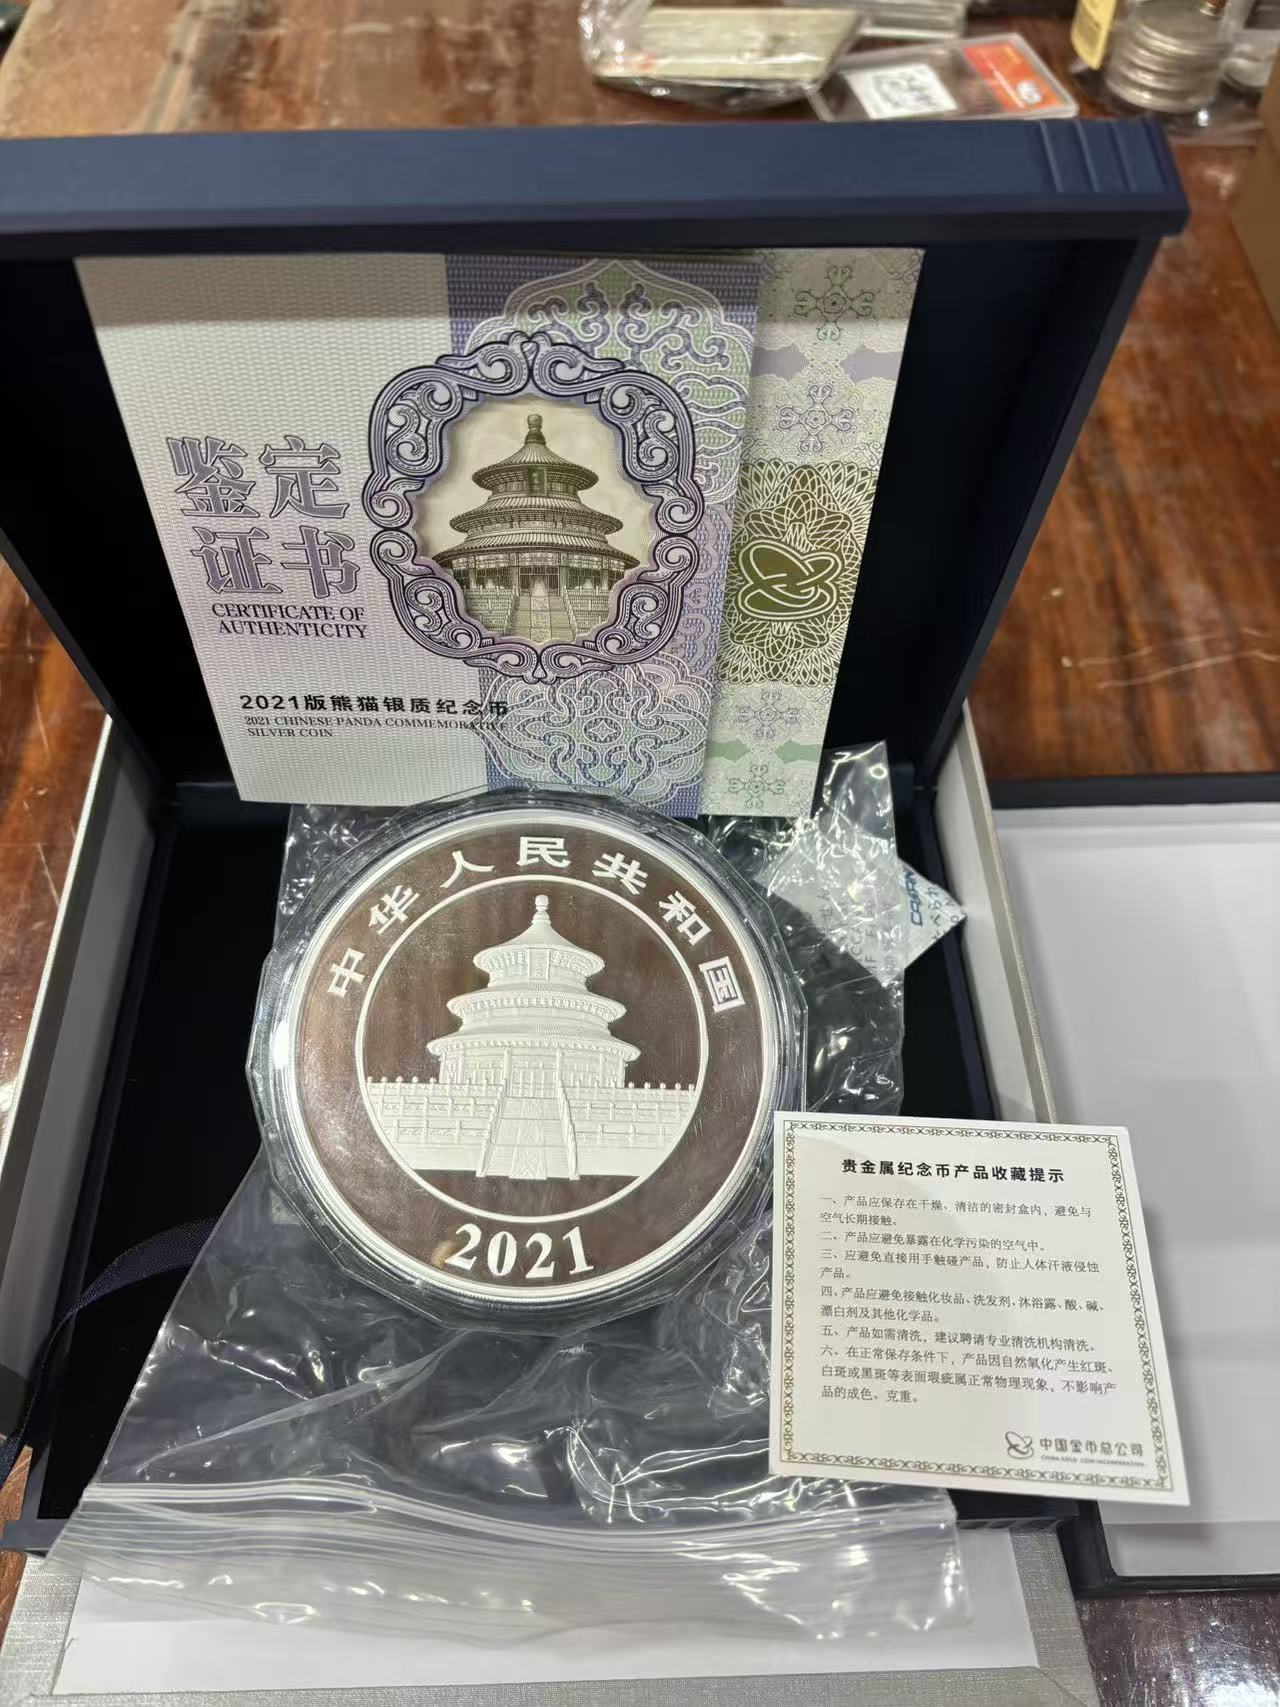 鉴定
证书
CERTIFICATE OF
AUTHENTICITY
2021版熊猫银质纪念币
2021 CHINESE PANDA COMMEMORATIVE
SILVER COIN
中华人民共和国
2021
贵金属纪念币产品收藏提示
一、产品应保存在干燥、清洁的密封盒内，避免与
空气长期接触。
二、产品应避免暴露在化学污染的空气中。
三、应避免直接用手触碰产品，防止人体汗液侵蚀
产品。
四、产品应避免接触化妆品、洗发剂、沐浴露、酸、碱、
漂白剂及其他化学品。
五、产品如需清洗，建议聘请专业清洗机构清洗。
六、在正常保存条件下，产品因自然氧化产生红斑、
白斑或黑斑等表面瑕疵属正常物理现象，不影响产
品的成色、克重。
中国金币总公司
CHINA GOLD COIN INCORPORATION